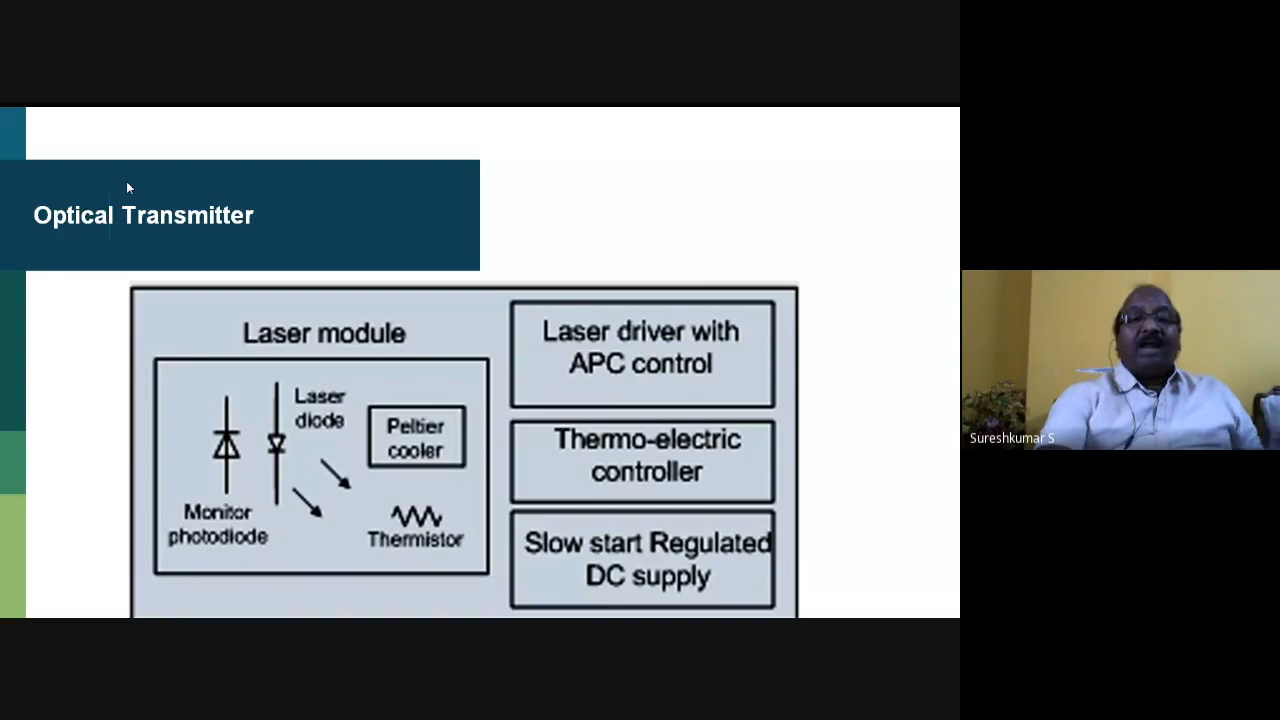 Optical Transmitter
Laser module
Laser
diode
Peltier
cooler
Monitor
photodiode
Thermistor
Laser driver with
APC control
Thermo-electric
controller
Slow start Regulated
DC supply
Sureshkumar S